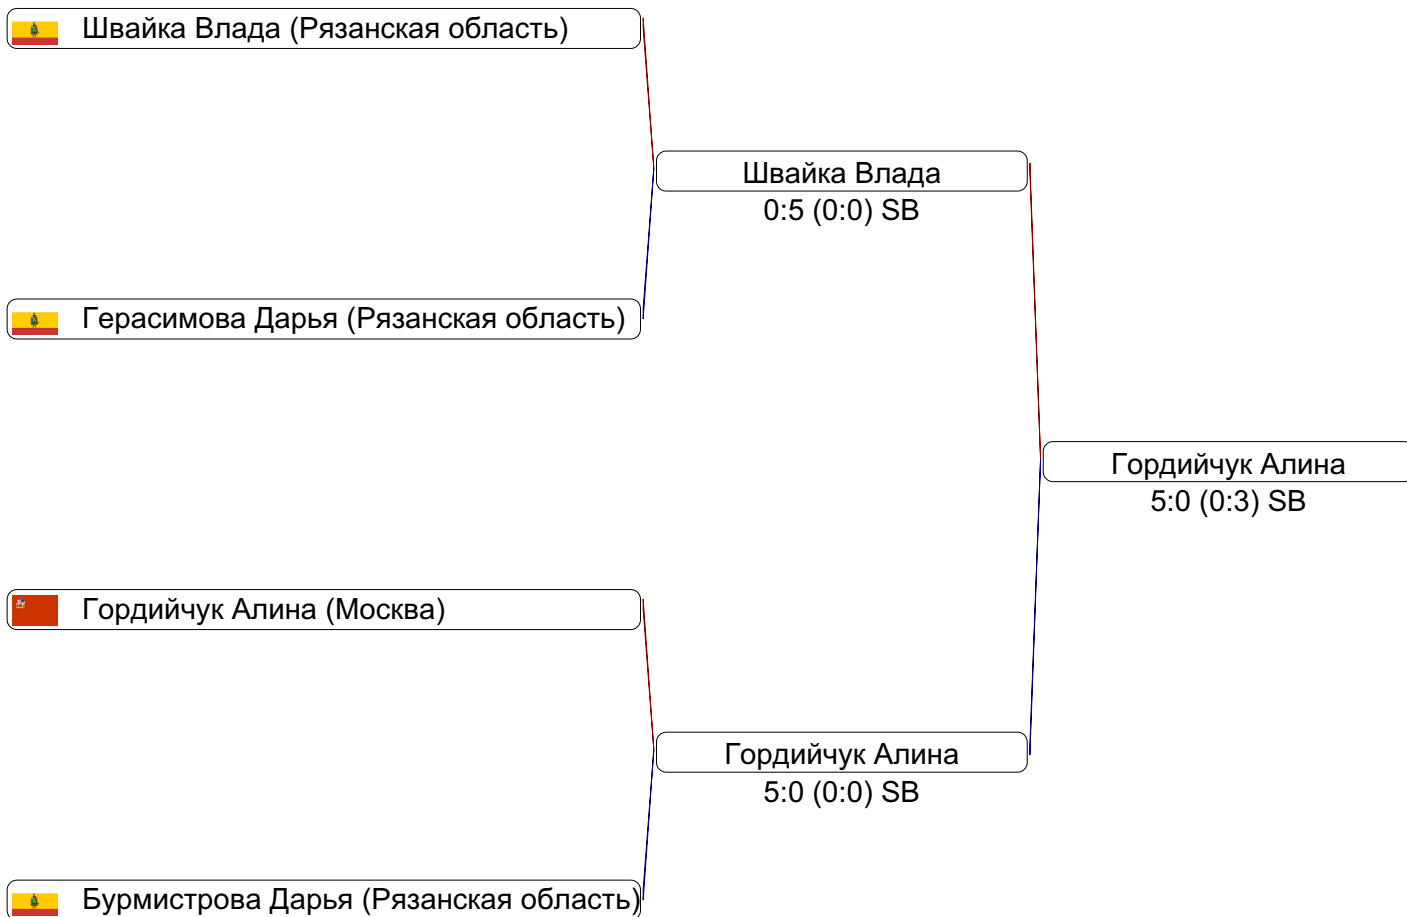 Швайка Влада (Рязанская область)
Швайка Влада
0:5 (0:0) SB
Герасимова Дарья (Рязанская область)
Гордийчук Алина
5:0 (0:3) SB
Гордийчук Алина (Москва)
Гордийчук Алина
5:0 (0:0) SB
Бурмистрова Дарья (Рязанская область)